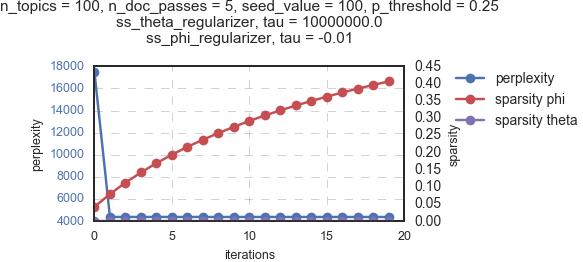 n_topics = 100, n_doc_passes = 5, seed_value = 100, p_threshold = 0.25
ss_theta_regularizer, tau = 10000000.0
ss_phi_regularizer, tau = -0.01
18000
16000
14000
12000
10000
8000
6000
4000
perplexity
0.45
0.40
0.35
0.30
0.25
0.20
0.15
0.10
0.05
0.00
sparsity
perplexity
sparsity phi
sparsity theta
0 5 10 15 20
iterations